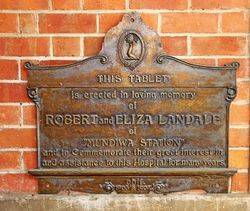 THIS TABLET
is erected in loving memory
of
ROBERT and ELIZA LANDALE
of
"MUNDIWA STATION"
and to Commemorate their great interest in
and assistance to this Hospital for many years